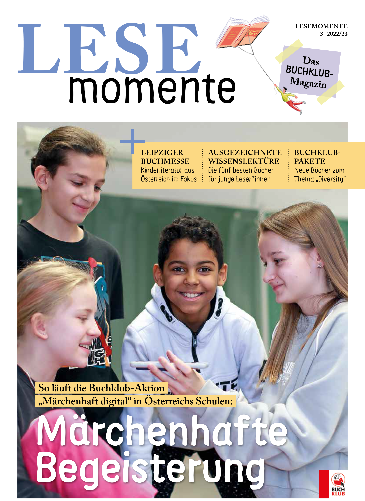 LESEMOMENTE
3 2022/23
LESE
momente
Das
BUCHKLUB-
Magazin
LEIPZIGER
BUCHMESSE
Kinderliteratur aus
Österreich im Fokus
AUSGEZEICHNETE
WISSENSLEKTÜRE
Die fünf besten Bücher
für junge Leser*innen
BUCHKLUB-
PAKETE
Neue Bücher zum
Thema „Diversity“
So läuft die Buchklub-Aktion
„Märchenhaft digital“ in Österreichs Schulen:
Märchenhafte
Begeisterung
BUCH
KLUB